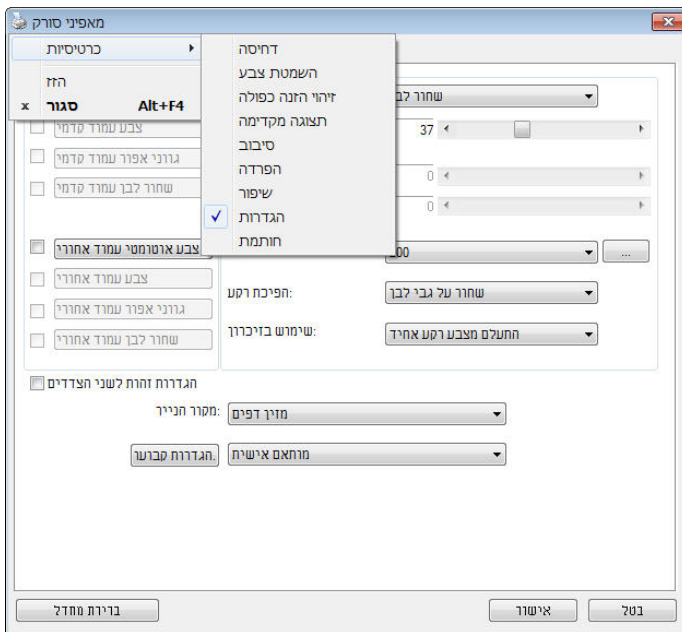 מאפיני סורק
כרטיסיות
הזז
x סגור Alt+F4
דחיסה
השמטת צבע
זיהוי הזנה כפולה
תצוגה מקדימה
סיבוב
הפרדה
שיפור
הגדרות
חותמת
צבע עמוד קדמי
גווני אפור עמוד קדמי
שחור לבן עמוד קדמי
צבע אוטומטי עמוד אחורי
צבע עמוד אחורי
גווני אפור עמוד אחורי
שחור לבן עמוד אחורי
שחור לבן
37
0
0
...
הפיכת רקע:
שחור על גבי לבן
שימוש בזיכרון:
התעלם מצבע רקע אחיד
הגדרות זהות לשני הצדדים
מקור הנייר:
מזין דפים
הגדרות קבועו.
מותאם אישית
ברירת מחדל
אישור
בטל